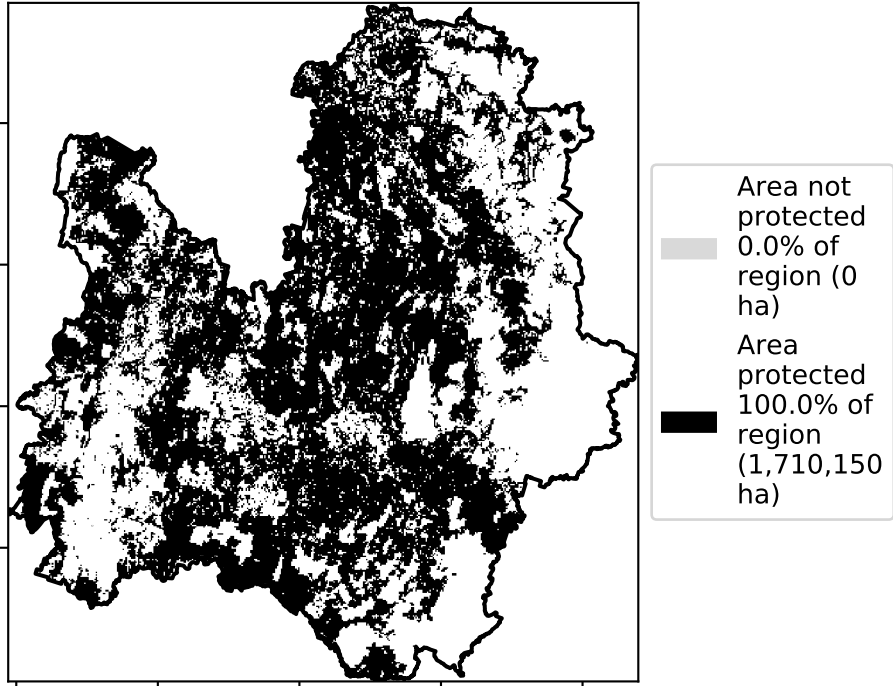 Area not
protected
0.0% of
region (0
ha)
Area
protected
100.0% of
region
(1,710,150
ha)